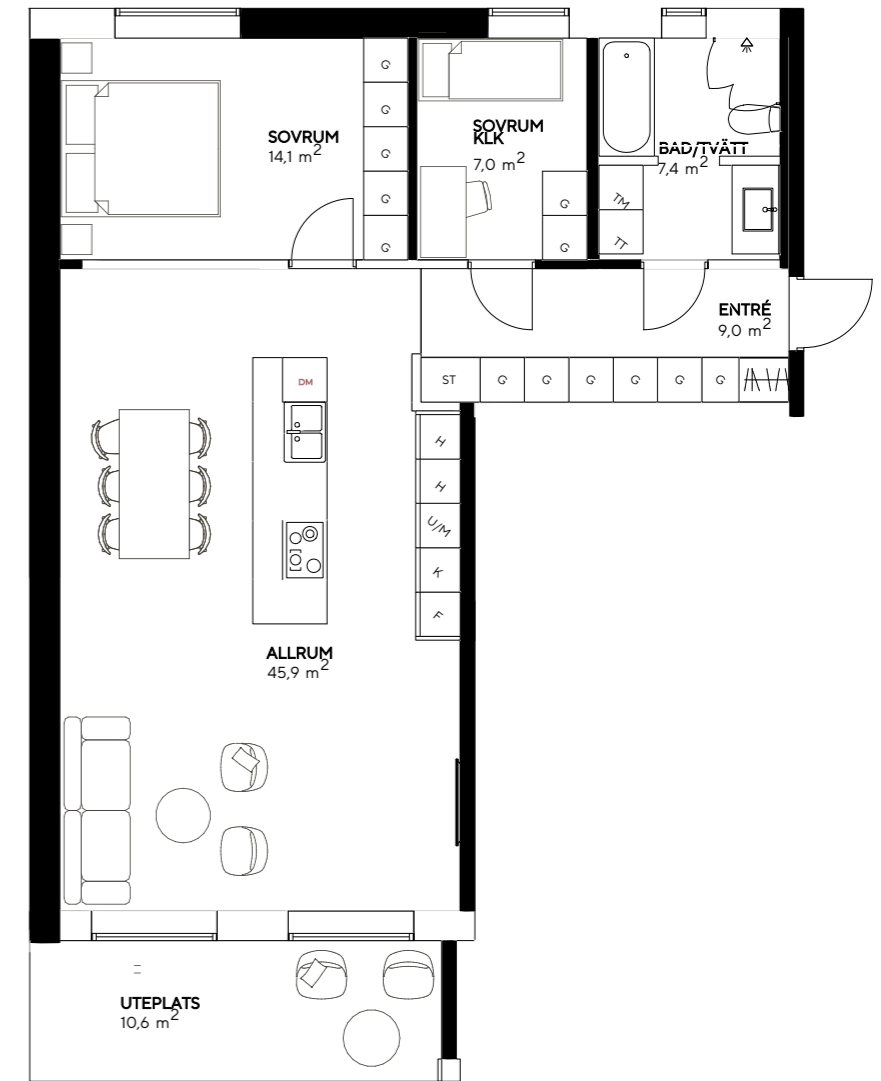 SOVRUM
14,1 m²
SOVRUM
KLK
7,0 m²
BAD/TVÄTT
7,4 m²
G
G
G
G
G
G
G
TM
TT
ENTRÉ
9,0 m²
ST
G
G
G
G
G
G
DM
H
H
U/M
K
F
ALLRUM
45,9 m²
UTEPLATS
10,6 m²